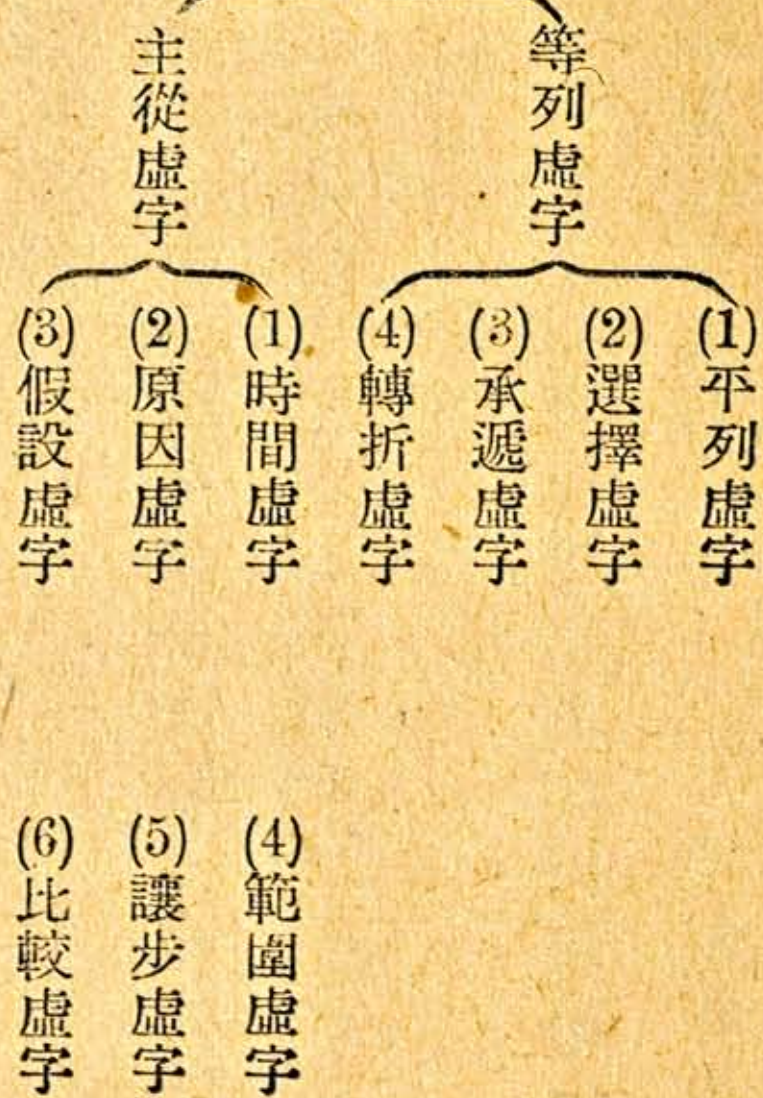 等列虛字
(1)平列虛字
(2)選擇虛字
(3)承遞虛字
(4)轉折虛字
主從虛字
(1)時間虛字
(2)原因虛字
(3)假設虛字
(4)範圍虛字
(5)讓步虛字
(6)比較虛字